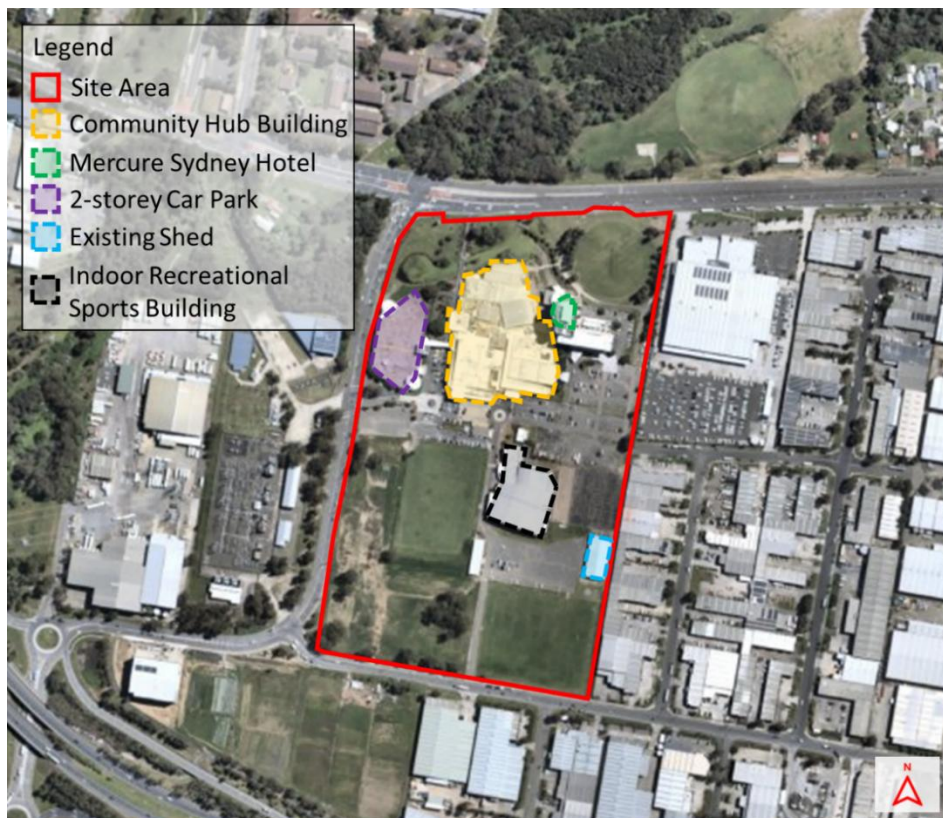 Legend
Site Area
Community Hub Building
Mercure Sydney Hotel
2-storey Car Park
Existing Shed
Indoor Recreational
Sports Building
N